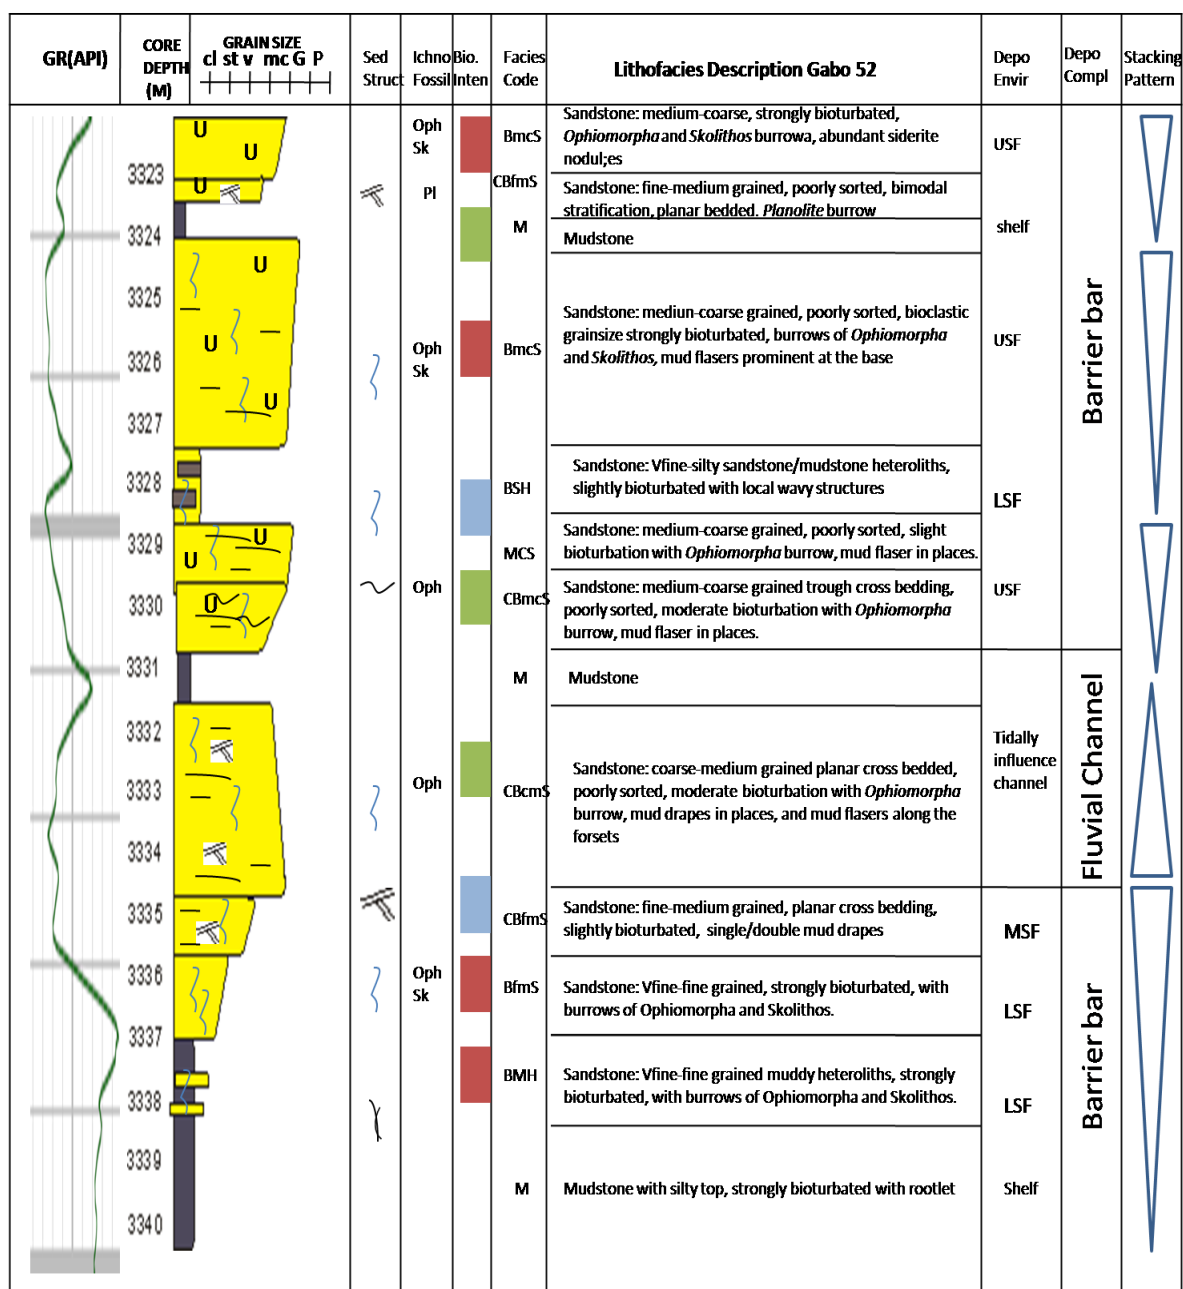 GR(API)
CORE DEPTH (M)
GRAIN SIZE
cl st v mc G P
Sed Struct
Ichno Fossil
Bio. Inten
Facies Code
Lithofacies Description Gabo 52
Depo Envir
Depo Compl
Stacking Pattern
U
U
U
3323
3324
U
3325
U
3326
U
3327
3328
U
U
3329
U
3330
3331
3332
3333
3334
3335
3336
3337
3338
3339
3340
Oph
Sk
Pl
Oph
Sk
Oph
Oph
Oph
Sk
BmcS
CBfmS
M
BmcS
BSH
MCS
CBmcS
M
CBcmS
CBfmS
BfmS
BMH
M
Sandstone: medium-coarse, strongly bioturbated,
Ophiomorpha and Skolithos burrowa, abundant siderite
nodul;es
Sandstone: fine-medium grained, poorly sorted, bimodal
stratification, planar bedded. Planolite burrow
Mudstone
Sandstone: mediun-coarse grained, poorly sorted, bioclastic
grainsize strongly bioturbated, burrows of Ophiomorpha
and Skolithos, mud flasers prominent at the base
Sandstone: Vfine-silty sandstone/mudstone heteroliths,
slightly bioturbated with local wavy structures
Sandstone: medium-coarse grained, poorly sorted, slight
bioturbation with Ophiomorpha burrow, mud flaser in places.
Sandstone: medium-coarse grained trough cross bedding,
poorly sorted, moderate bioturbation with Ophiomorpha
burrow, mud flaser in places.
Mudstone
Sandstone: coarse-medium grained planar cross bedded,
poorly sorted, moderate bioturbation with Ophiomorpha
burrow, mud drapes in places, and mud flasers along the
forsets
Sandstone: fine-medium grained, planar cross bedding,
slightly bioturbated, single/double mud drapes
Sandstone: Vfine-fine grained, strongly bioturbated, with
burrows of Ophiomorpha and Skolithos.
Sandstone: Vfine-fine grained muddy heteroliths, strongly
bioturbated, with burrows of Ophiomorpha and Skolithos.
Mudstone with silty top, strongly bioturbated with rootlet
USF
shelf
USF
LSF
USF
Tidally
influence
channel
MSF
LSF
LSF
Shelf
Barrier bar
Fluvial Channel
Barrier bar